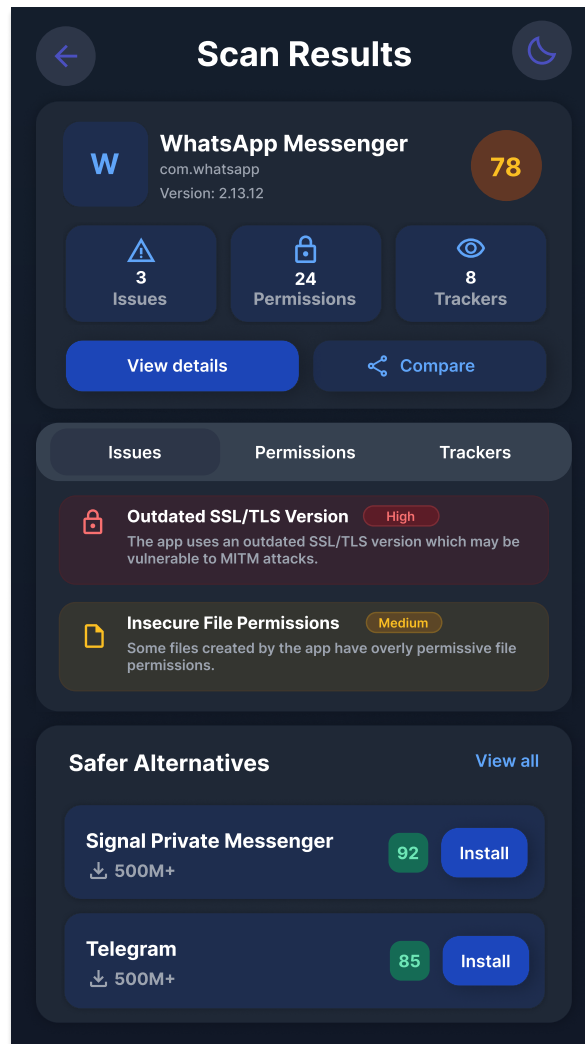 Scan Results
W
WhatsApp Messenger
com.whatsapp
Version: 2.13.12
78
3
Issues
24
Permissions
8
Trackers
View details
Compare
Issues
Permissions
Trackers
Outdated SSL/TLS Version
High
The app uses an outdated SSL/TLS version which may be
vulnerable to MITM attacks.
Insecure File Permissions
Medium
Some files created by the app have overly permissive file
permissions.
Safer Alternatives
View all
Signal Private Messenger
500M+
92
Install
Telegram
500M+
85
Install